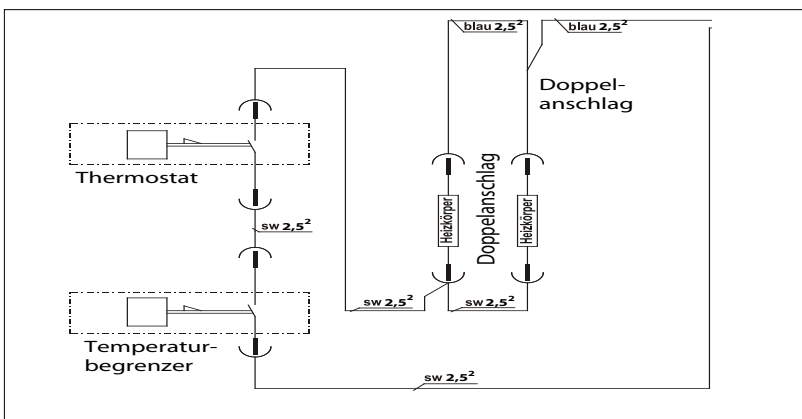 blau 2,5²
blau 2,5²
Doppel-
anschlag
Thermostat
Doppelanschlag
Heizkörper
Heizkörper
sw 2,5²
sw 2,5²
sw 2,5²
Temperatur-
begrenzer
sw 2,5²